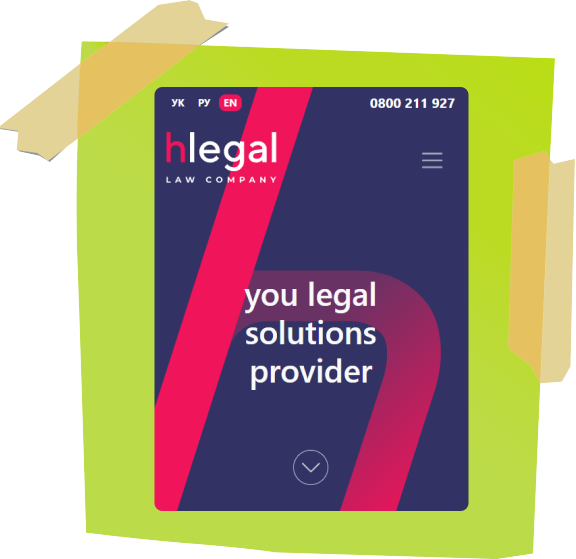 УК РУ EN 0800 211 927
hlegal
LAW COMPANY
you legal
solutions
provider